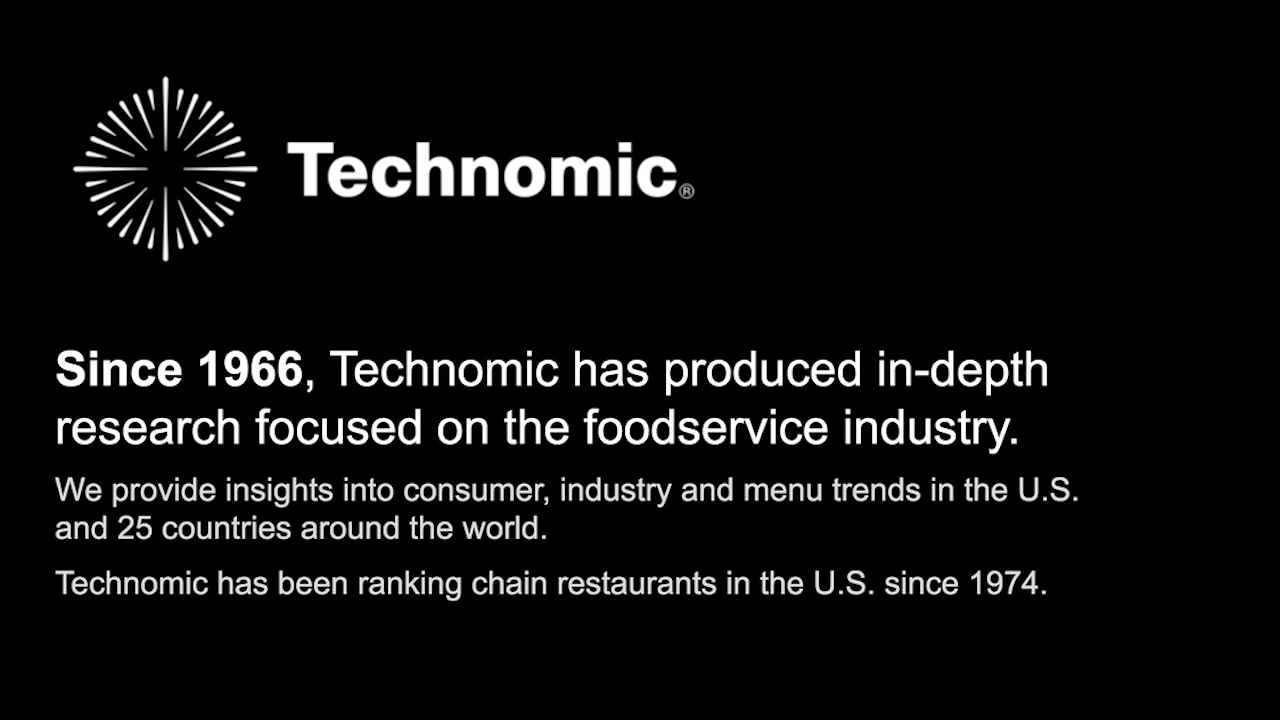 Technomic®
Since 1966, Technomic has produced in-depth
research focused on the foodservice industry.
We provide insights into consumer, industry and menu trends in the U.S.
and 25 countries around the world.
Technomic has been ranking chain restaurants in the U.S. since 1974.